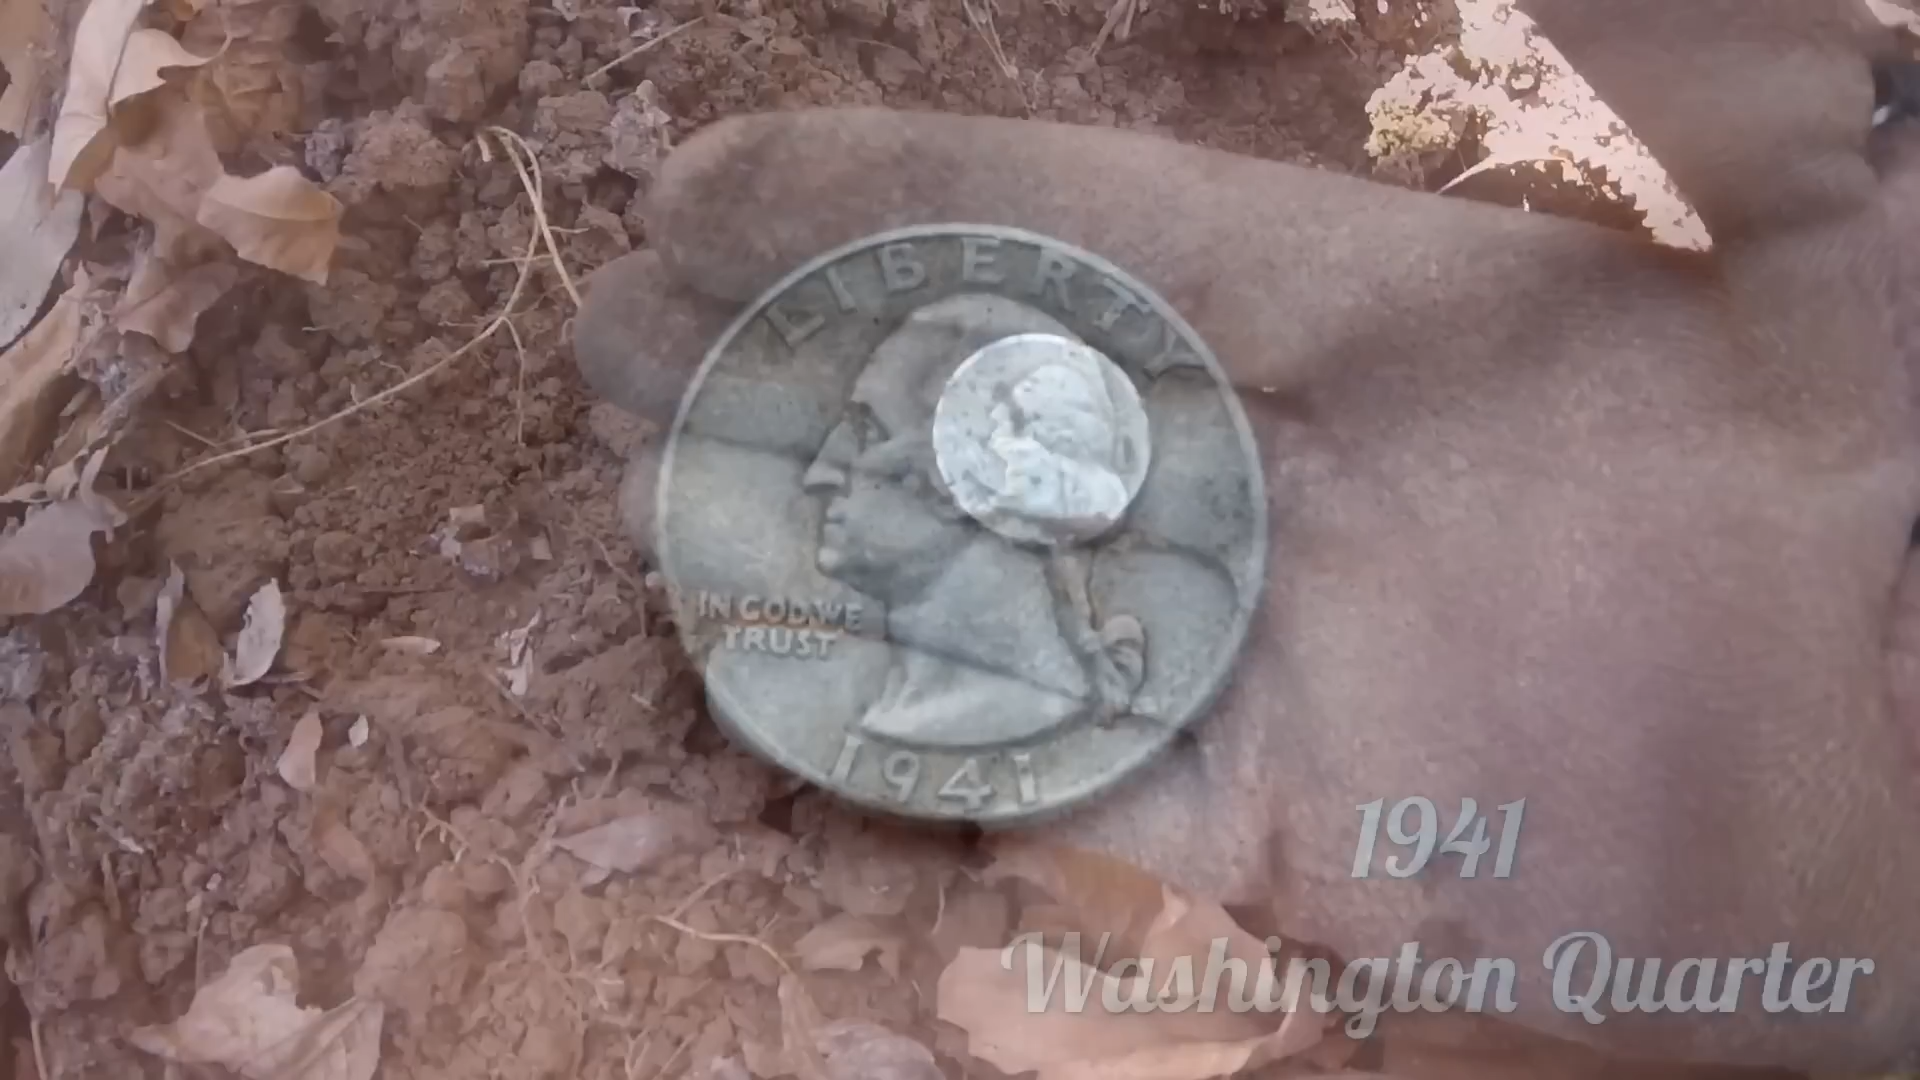 LIBERTY
IN GOD WE
TRUST
1941
1941
Washington Quarter